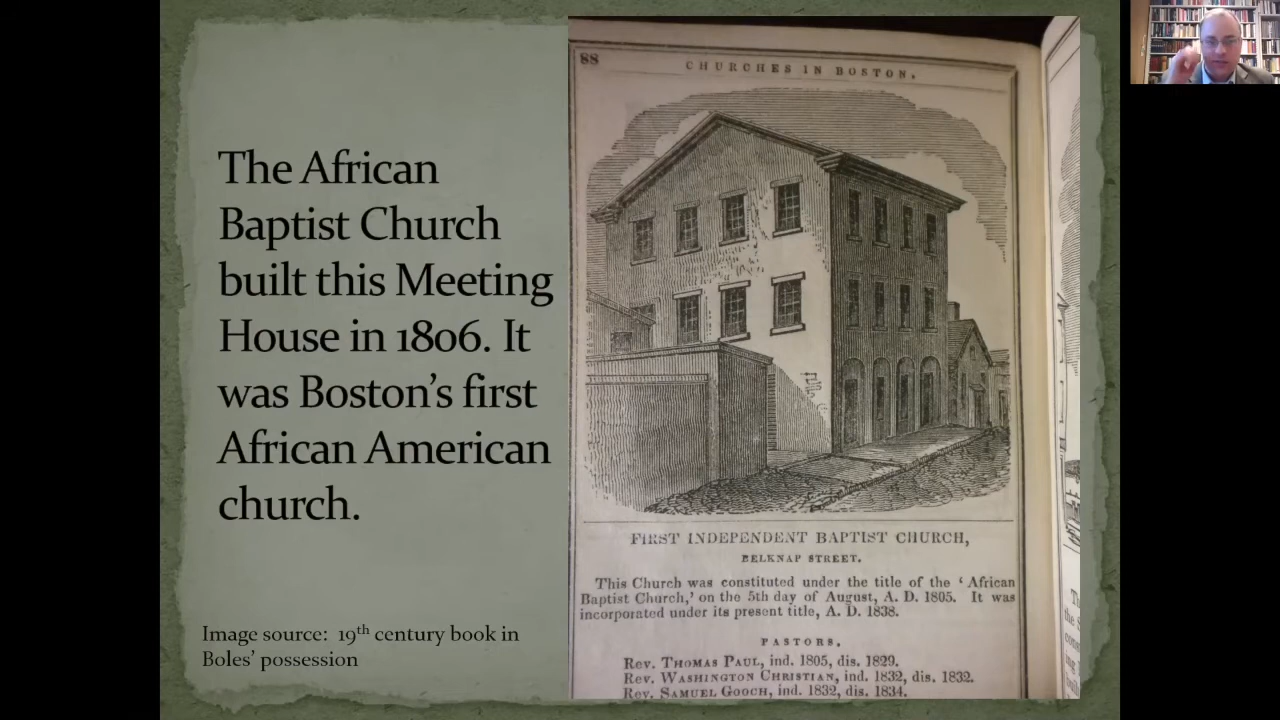 The African
Baptist Church
built this Meeting
House in 1806. It
was Boston's first
African American
church.
Image source: 19th century book in
Boles' possession
88
CHURCHES IN BOSTON.
FIRST INDEPENDENT BAPTIST CHURCH,
BELKNAP STREET.
This Church was constituted under the title of the ‘African
Baptist Church,’ on the 5th day of August, A. D. 1805. It was
incorporated under its present title, A. D. 1838.
PASTORS.
Rev. THOMAS PAUL, ind. 1805, dis. 1829.
Rev. WASHINGTON CHRISTIAN, ind. 1832, dis. 1832.
Rev. SAMUEL GOOCH, ind. 1832, dis. 1834.